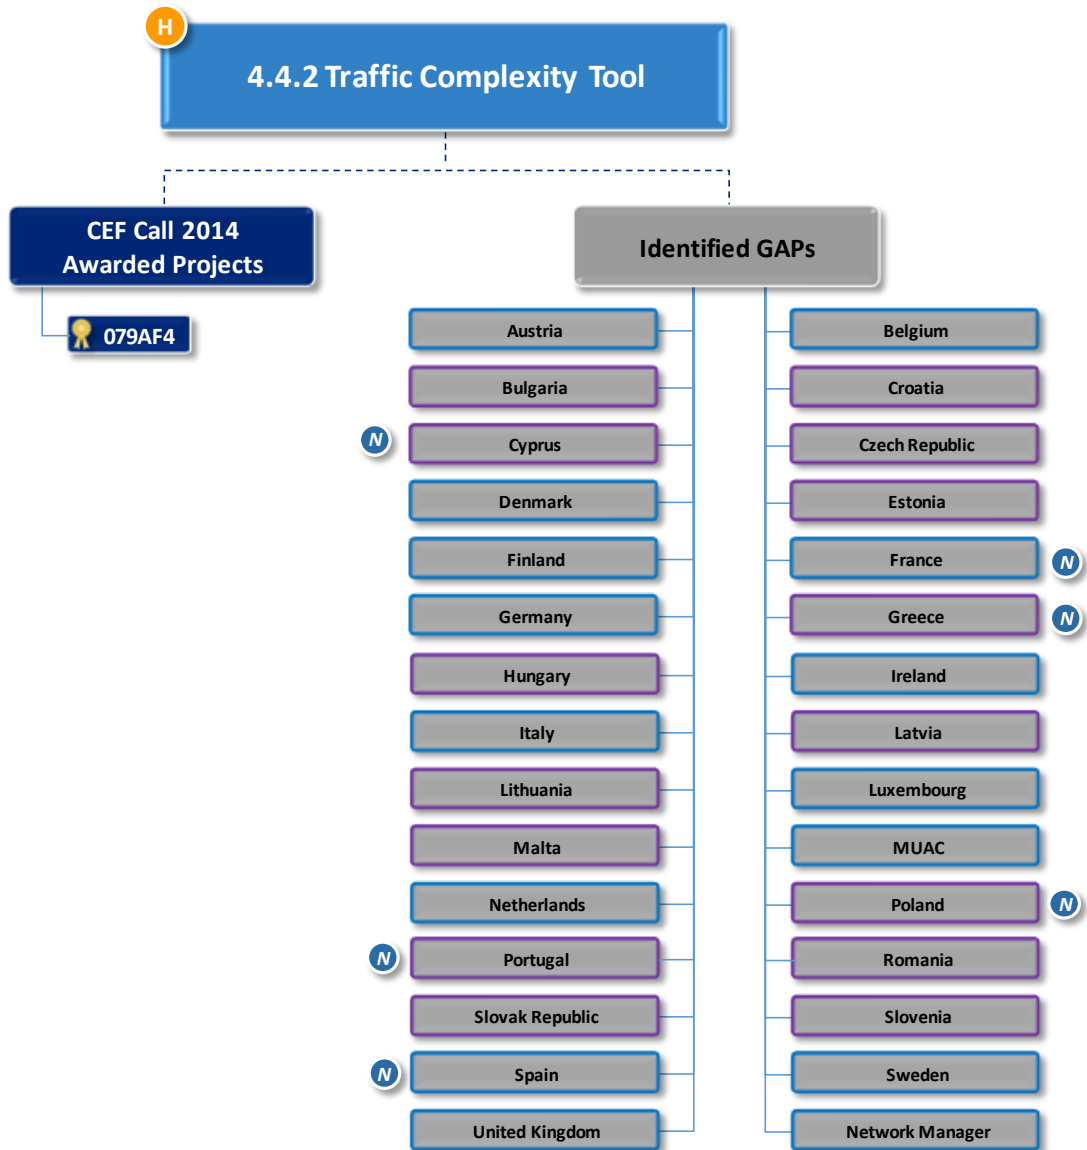 H
4.4.2 Traffic Complexity Tool
CEF Call 2014
Awarded Projects
079AF4
Identified GAPs
Austria
Belgium
Bulgaria
Croatia
N
Cyprus
Czech Republic
Denmark
Estonia
Finland
France
N
Germany
Greece
N
Hungary
Ireland
Italy
Latvia
Lithuania
Luxembourg
Malta
MUAC
Netherlands
Poland
N
N
Portugal
Romania
Slovak Republic
Slovenia
N
Spain
Sweden
United Kingdom
Network Manager